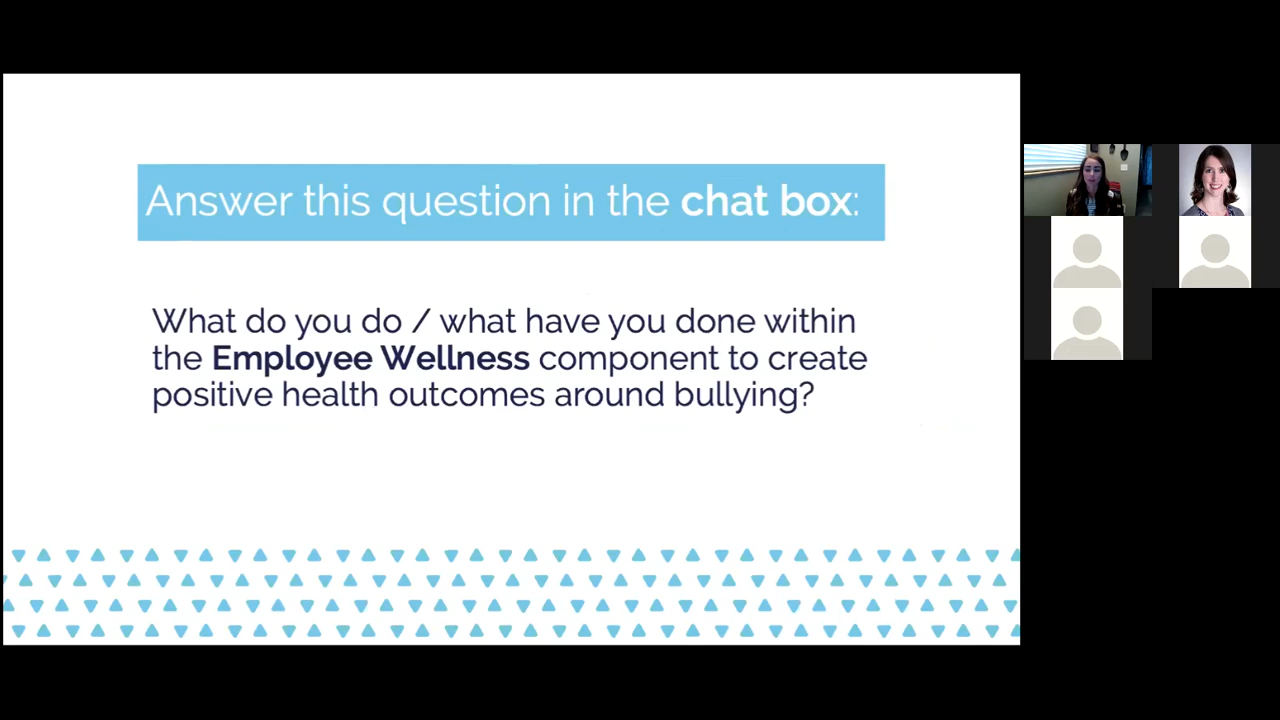 Answer this question in the chat box:
What do you do / what have you done within
the Employee Wellness component to create
positive health outcomes around bullying?